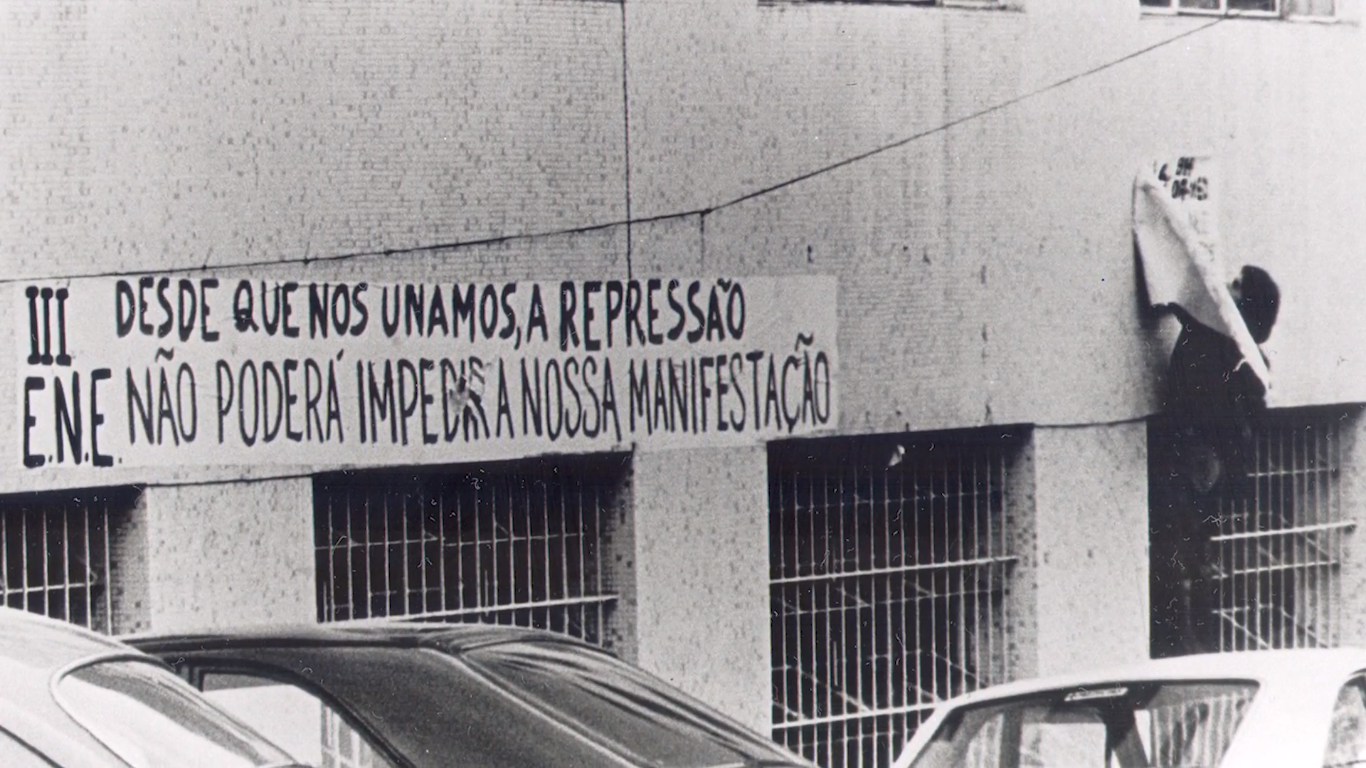 III DESDE QUE NOS UNAMOS, A REPRESSÃO
E.N.E. NÃO PODERÁ IMPEDIR A NOSSA MANIFESTAÇÃO